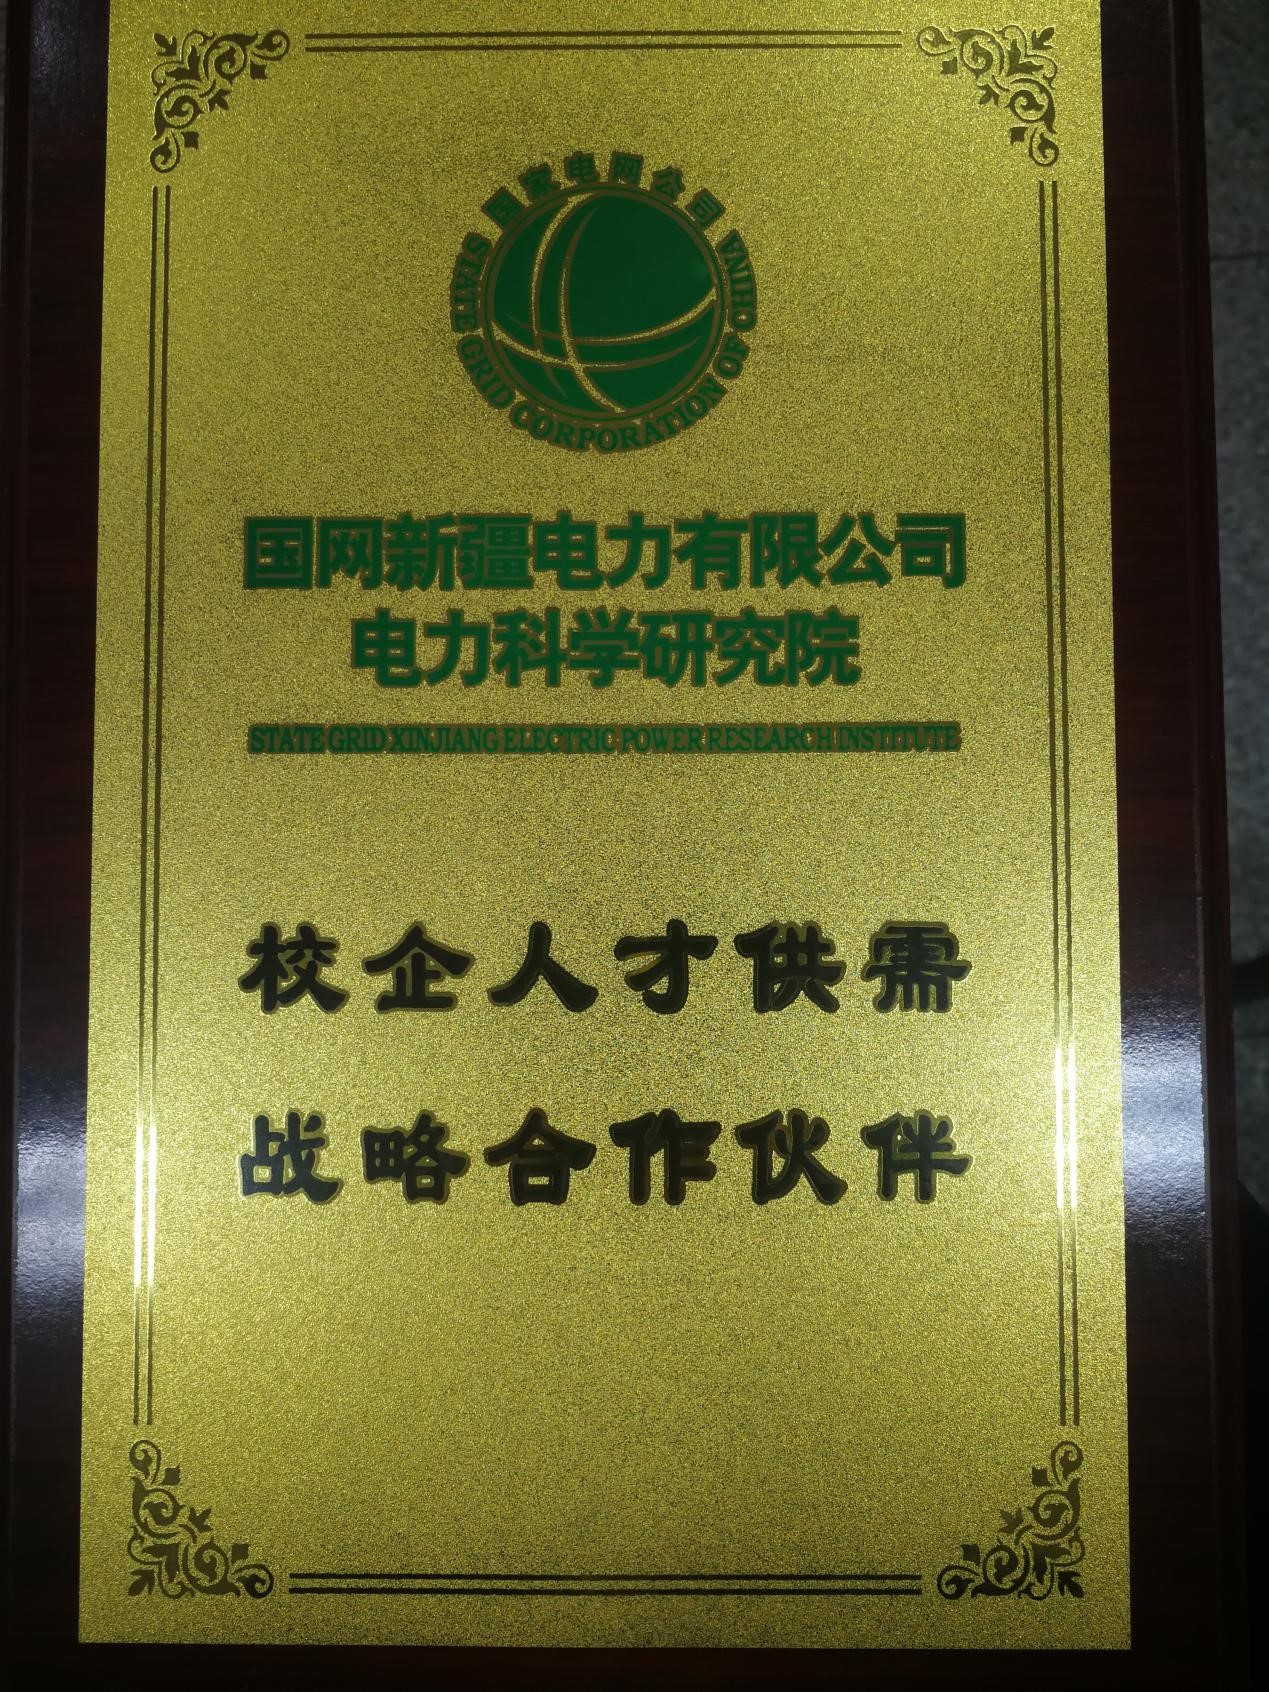 国家电网公司
STATE GRID CORPORATION OF CHINA
国网新疆电力有限公司
电力科学研究院
STATE GRID XINJIANG ELECTRIC POWER RESEARCH INSTITUTE
校企人才供需
战略合作伙伴